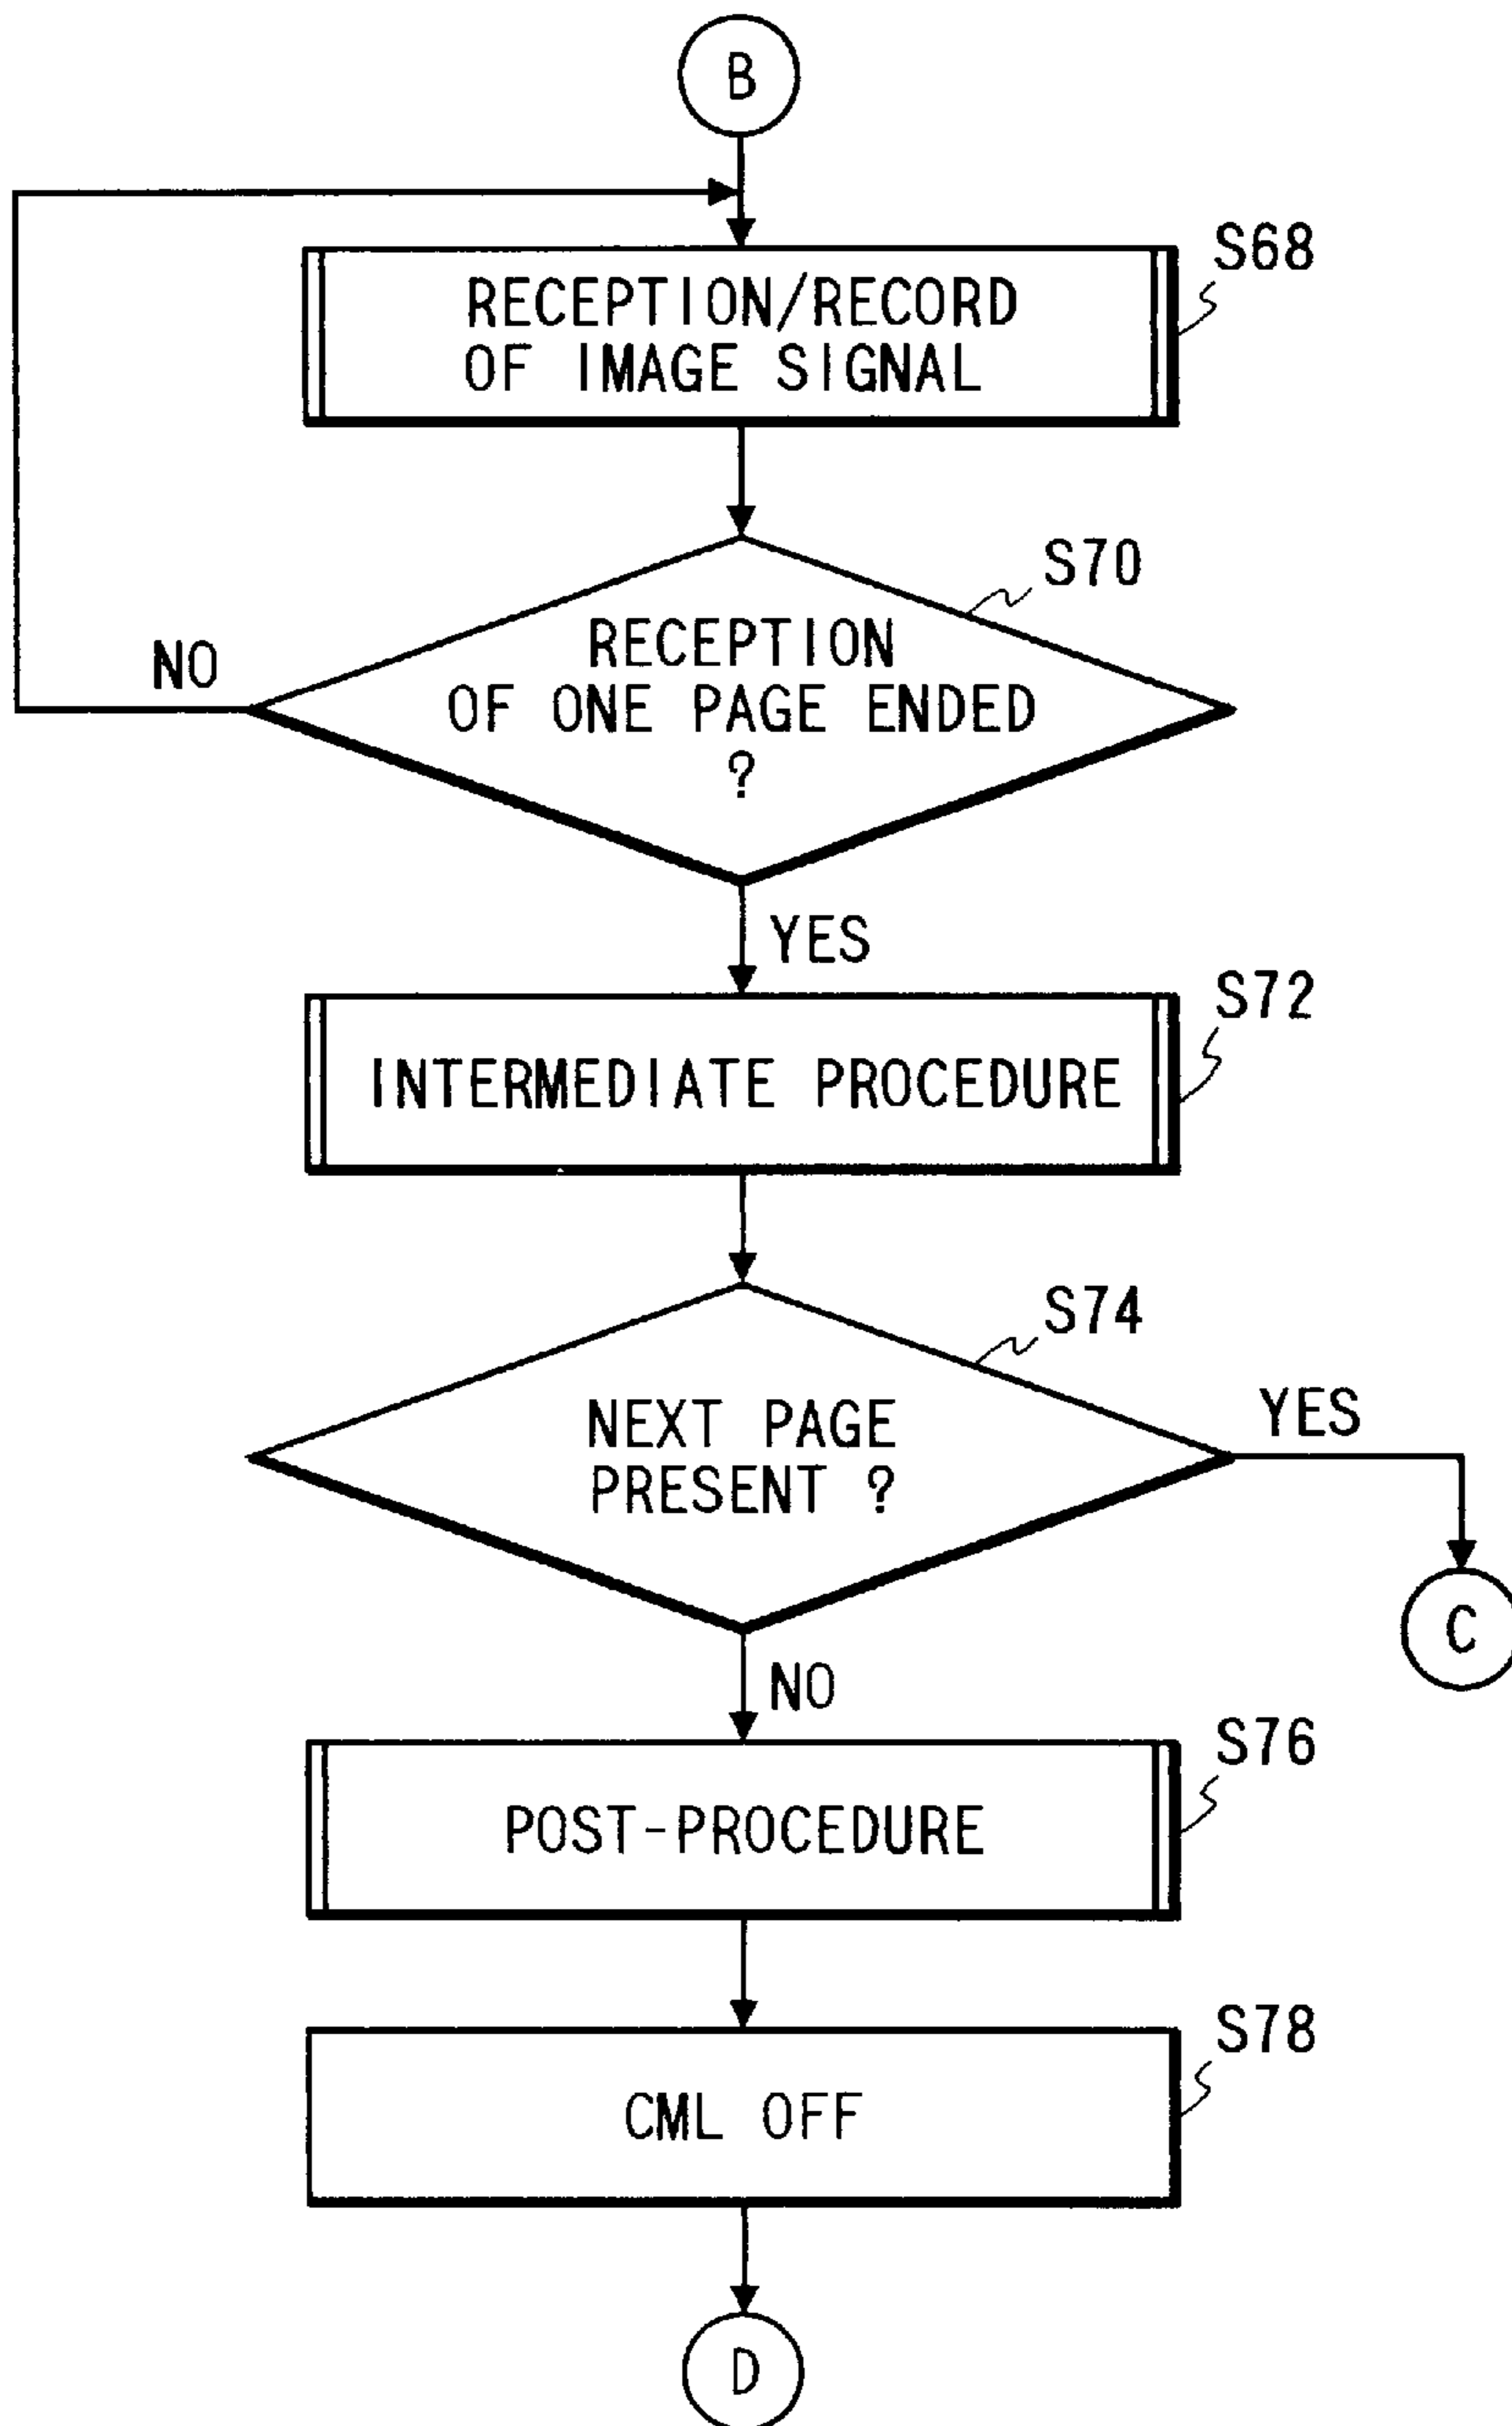 B
S68
RECEPTION/RECORD
OF IMAGE SIGNAL
S70
RECEPTION
OF ONE PAGE ENDED
?
NO
YES
S72
INTERMEDIATE PROCEDURE
S74
NEXT PAGE
PRESENT ?
YES
C
NO
S76
POST-PROCEDURE
S78
CML OFF
D